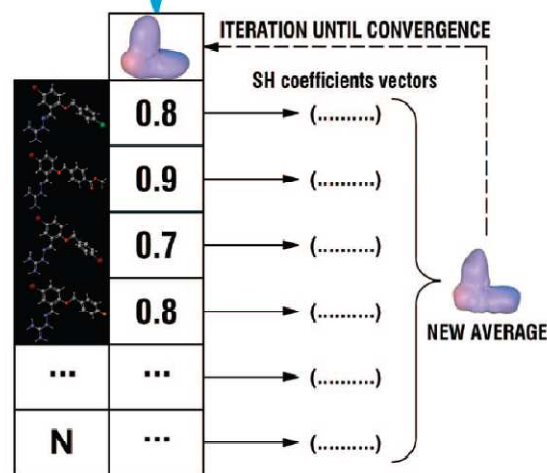 ITERATION UNTIL CONVERGENCE
SH coefficients vectors
0.8 (..........)
0.9 (..........)
0.7 (..........)
0.8 (..........)
... ... (..........)
N ... (..........)
NEW AVERAGE